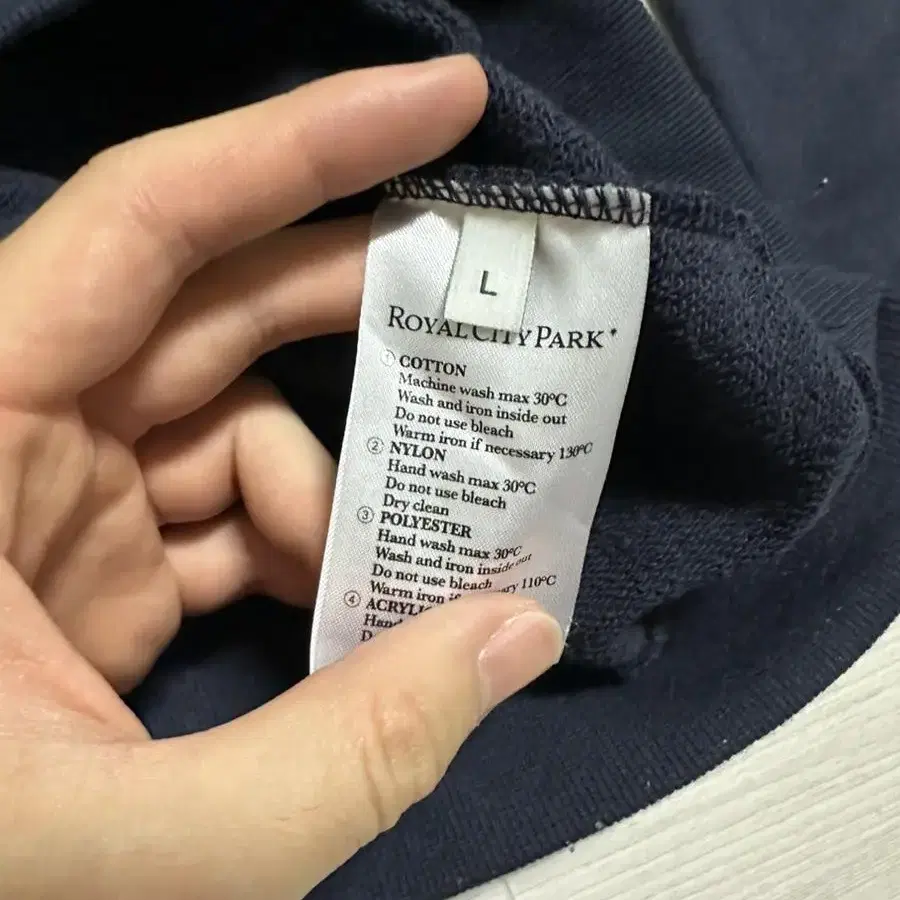 L
ROYAL CITY PARK
① COTTON
Machine wash max 30°C
Wash and iron inside out
Do not use bleach
Warm iron if necessary 130°C
② NYLON
Hand wash max 30°C
Do not use bleach
Dry clean
③ POLYESTER
Hand wash max 30°C
Wash and iron inside out
Do not use bleach
Warm iron 110°C
④
Hand